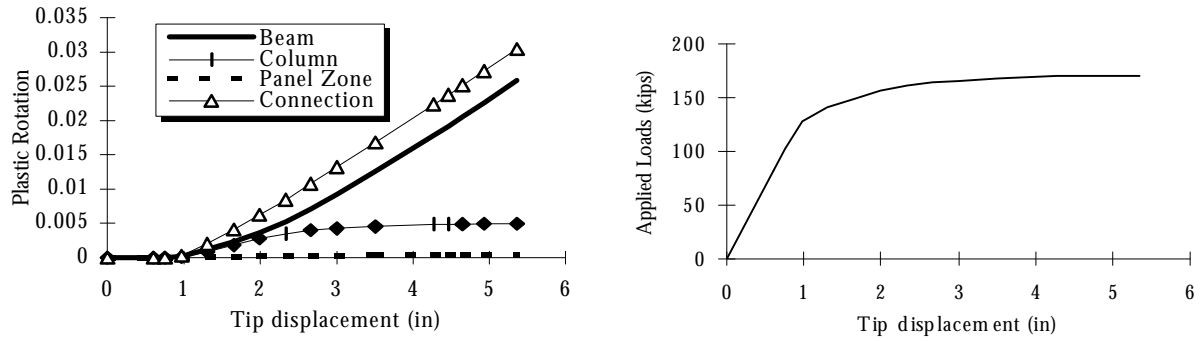 0.035
0.03
0.025
0.02
0.015
0.01
0.005
0
Plastic Rotation
Beam
Column
Panel Zone
Connection
0 1 2 3 4 5 6
Tip displacement (in)
200
150
100
50
0
Applied Loads (kips)
0 1 2 3 4 5 6
Tip displacement (in)